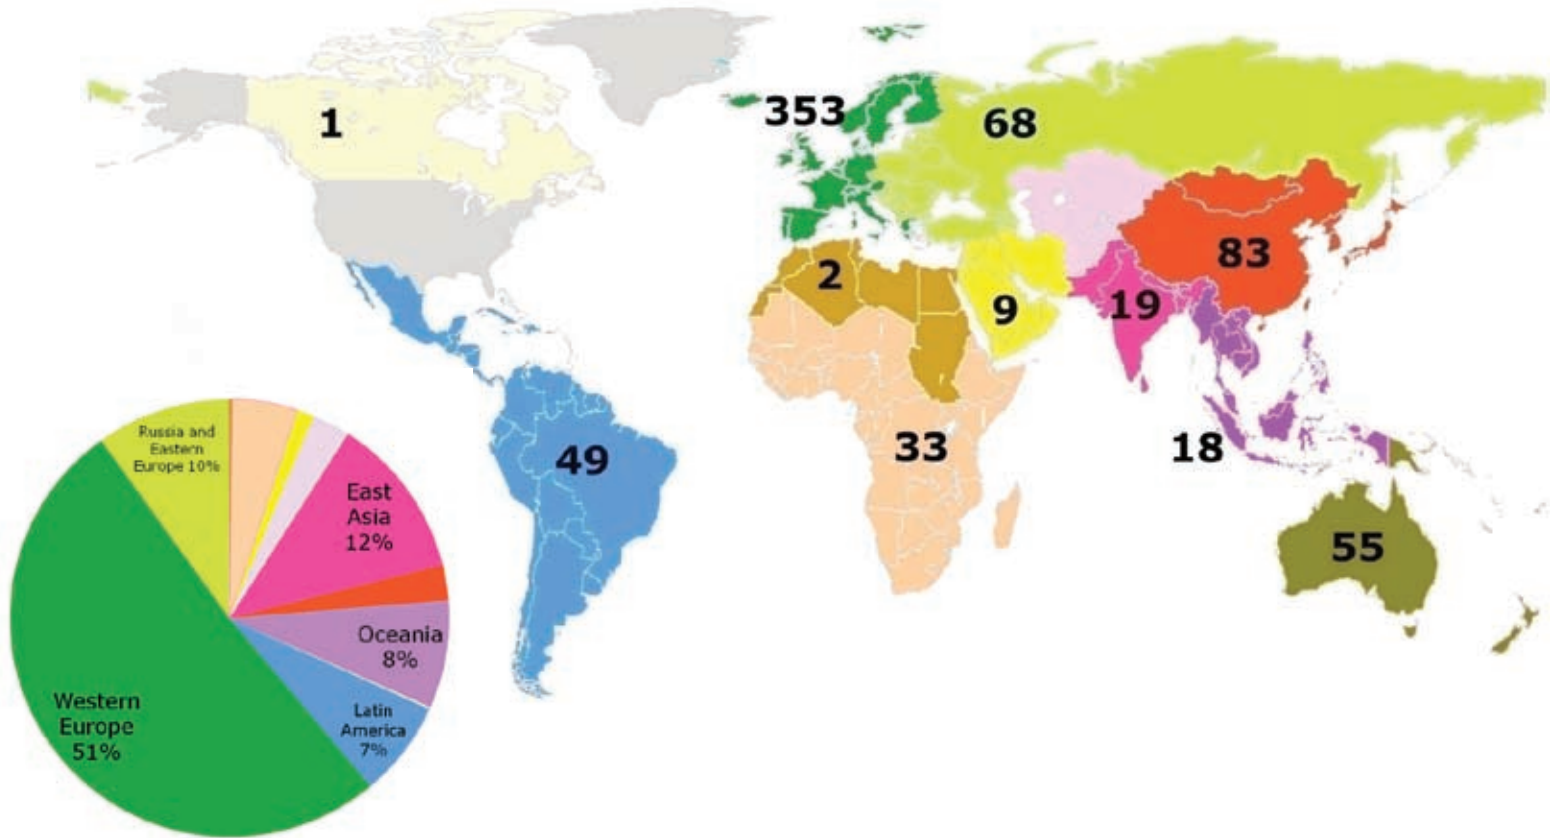 1
353
68
2
9
83
19
49
33
18
55
Russia and
Eastern
Europe 10%
East
Asia
12%
Oceania
8%
Western
Europe
51%
Latin
America
7%